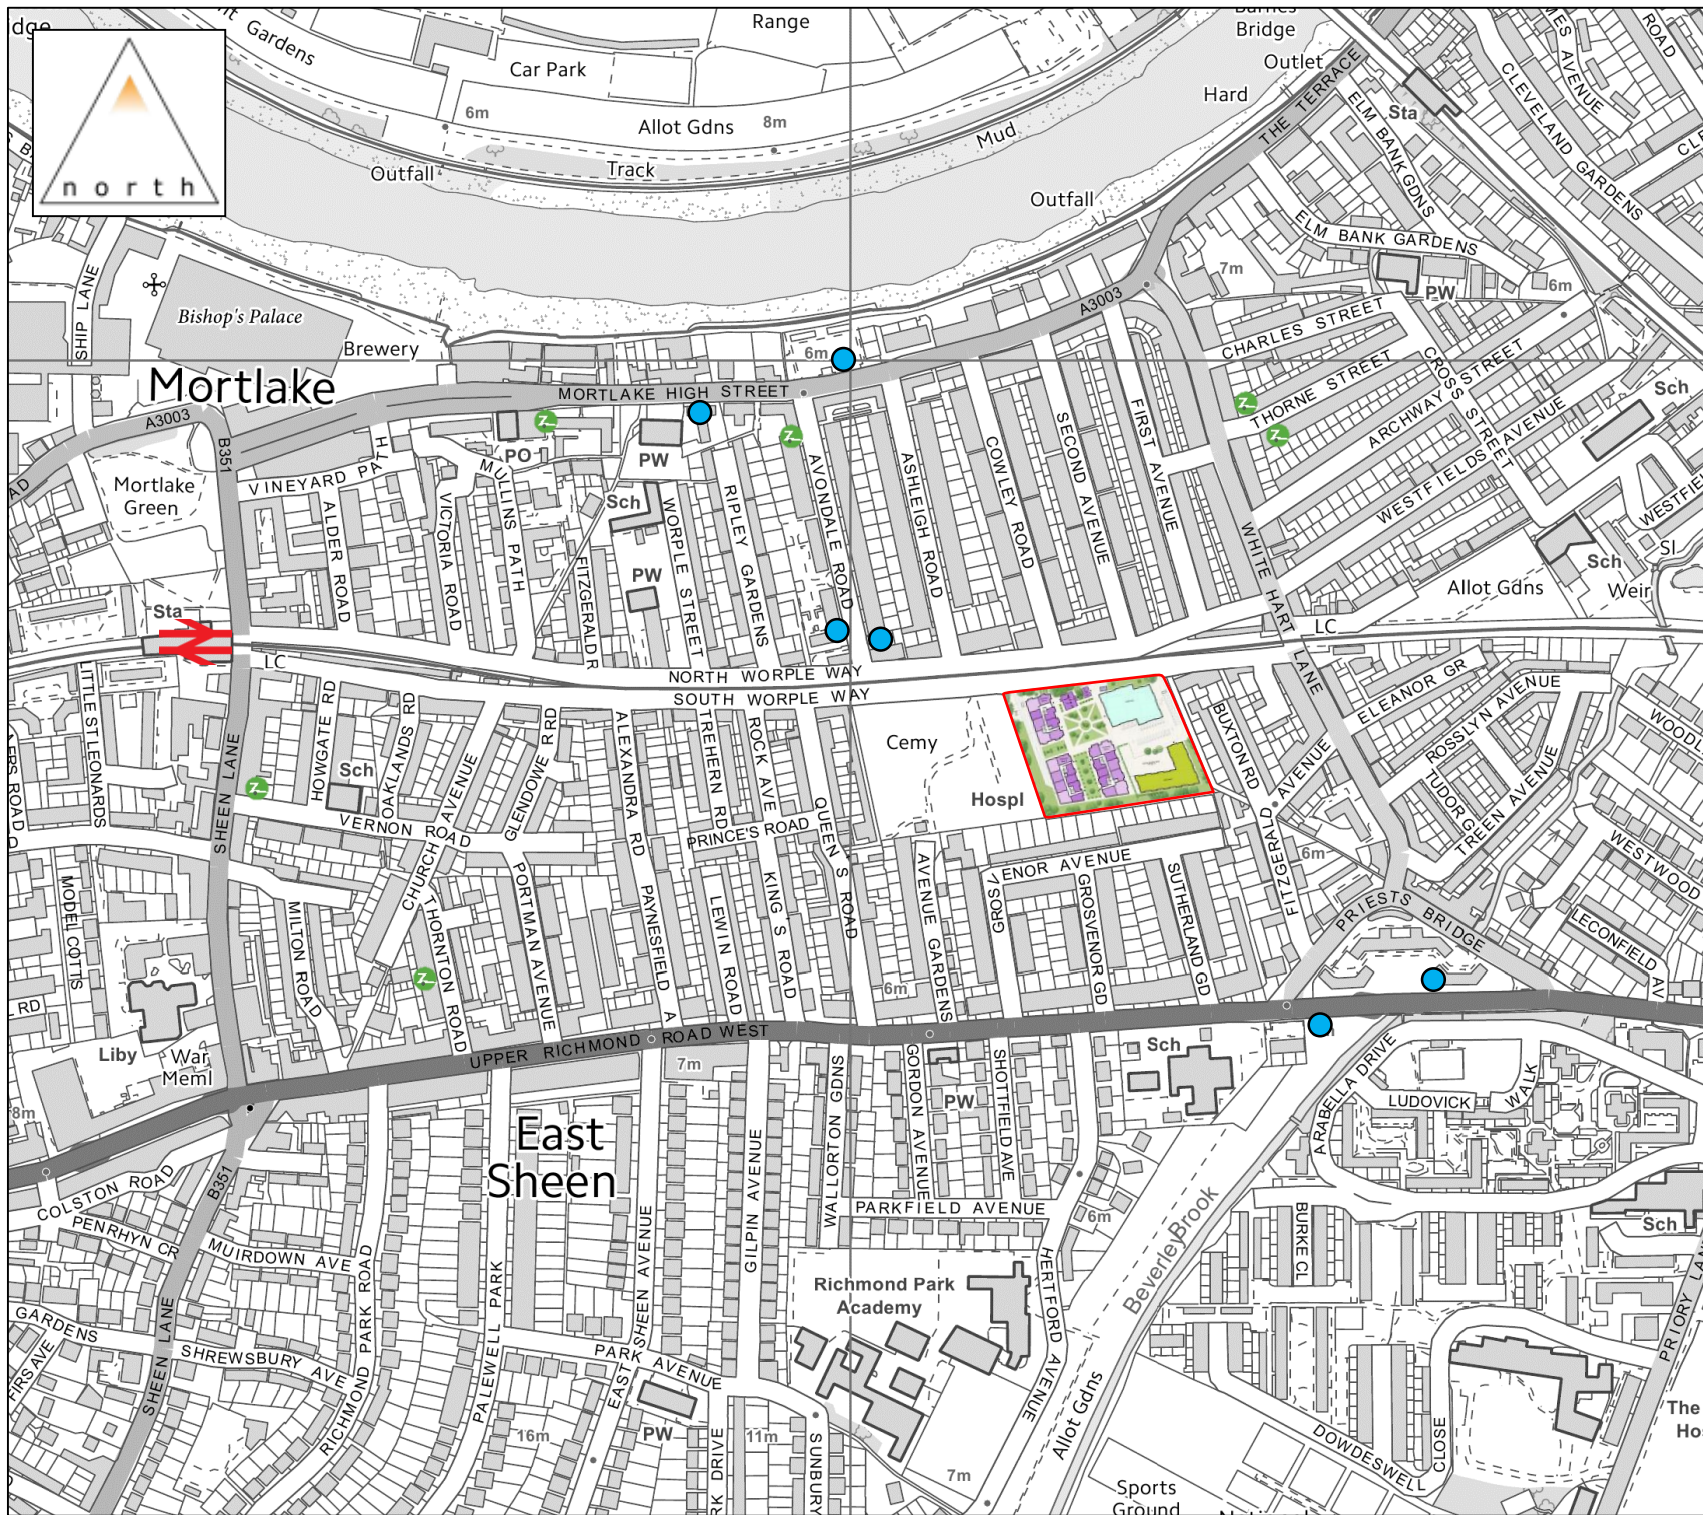 Range
Barnes
Bridge
Gardens
Car Park
Outlet
THE TERRACE
Hard
Sta
ELM BANK GDNS
CLEVELAND GARDENS
ROAD
6m
Allot Gdns
8m
Mud
north
Outfall
Track
Outfall
ELM BANK GARDENS
7m
PW
6m
SHIP LANE
Bishop's Palace
Brewery
A3003
CHARLES STREET
6m
Mortlake
MORTLAKE HIGH STREET
THORNE STREET
CROSS STREET
ARCHWAY STREET
WESTFIELDS AVENUE
Sch
A3003
B351
PO
PW
VINEYARD PATH
MULLINS PATH
Mortlake
Green
ALDER ROAD
VICTORIA ROAD
Sch
WORPLE STREET
RIPLEY GARDENS
AVONDALE ROAD
ASHLEIGH ROAD
COWLEY ROAD
SECOND AVENUE
FIRST AVENUE
WHITE HART LANE
PW
Sch
SI
Weir
Allot Gdns
Sta
LC
LC
NORTH WORPLE WAY
SOUTH WORPLE WAY
LITTLE ST LEONARDS
HOWGATE RD
OAKLANDS RD
Sch
SHEEN LANE
VERNON ROAD
CHURCH AVENUE
GLENDOWER RD
ALEXANDRA RD
TREHERN RD
ROCK AVE
PRINCE'S ROAD
QUEEN S ROAD
Cemy
Hospl
BUXTON RD
FITZGERALD AVENUE
ELEANOR GR
ROSSLYN AVENUE
TUDOR GD
TREEN AVENUE
WESTWOOD
6m
MODEL COTTS
MILTON ROAD
THORNTON ROAD
PORTMAN AVENUE
PAYNESFIELD A
LEWIN ROAD
KING S ROAD
AVENUE GARDENS
GROSVENOR AVENUE
GROSVENOR GD
SUTHERLAND GD
PRIESTS BRIDGE
LECONFIELD AV
6m
RD
Liby
War
Meml
UPPER RICHMOND ROAD WEST
7m
8m
East
Sheen
WALLORTON GDNS
GORDON AVENUE
PW
SHOTTFIELD AVE
Sch
ARABELLA DRIVE
LUDOVICK WALK
COLSTON ROAD
B351
PENRHYN CR
MUIRDOWN AVE
RICHMOND PARK ROAD
PALEWELL PARK
EAST SHEEN AVENUE
GILPIN AVENUE
PARKFIELD AVENUE
6m
Beverley Brook
BURKE CL
Sch
GARDENS
SHEEN LANE
SHREWSBURY AVE
PARK AVENUE
Richmond Park
Academy
HERTFORD AVENUE
PRIORY LANE
FIRS AVE
16m
PW
11m
SUNBURY
7m
Allot Gdns
DOWDESWELL CLOSE
The
Sports
Ground